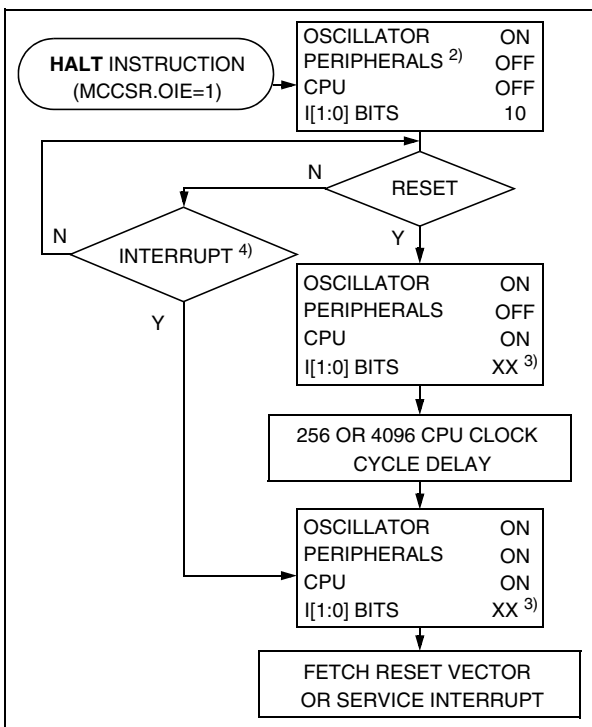 HALT INSTRUCTION
(MCCSR.OIE=1)
OSCILLATOR ON
PERIPHERALS 2) OFF
CPU OFF
I[1:0] BITS 10
N
RESET
N
INTERRUPT 4)
Y
Y
OSCILLATOR ON
PERIPHERALS OFF
CPU ON
I[1:0] BITS XX 3)
256 OR 4096 CPU CLOCK
CYCLE DELAY
OSCILLATOR ON
PERIPHERALS ON
CPU ON
I[1:0] BITS XX 3)
FETCH RESET VECTOR
OR SERVICE INTERRUPT